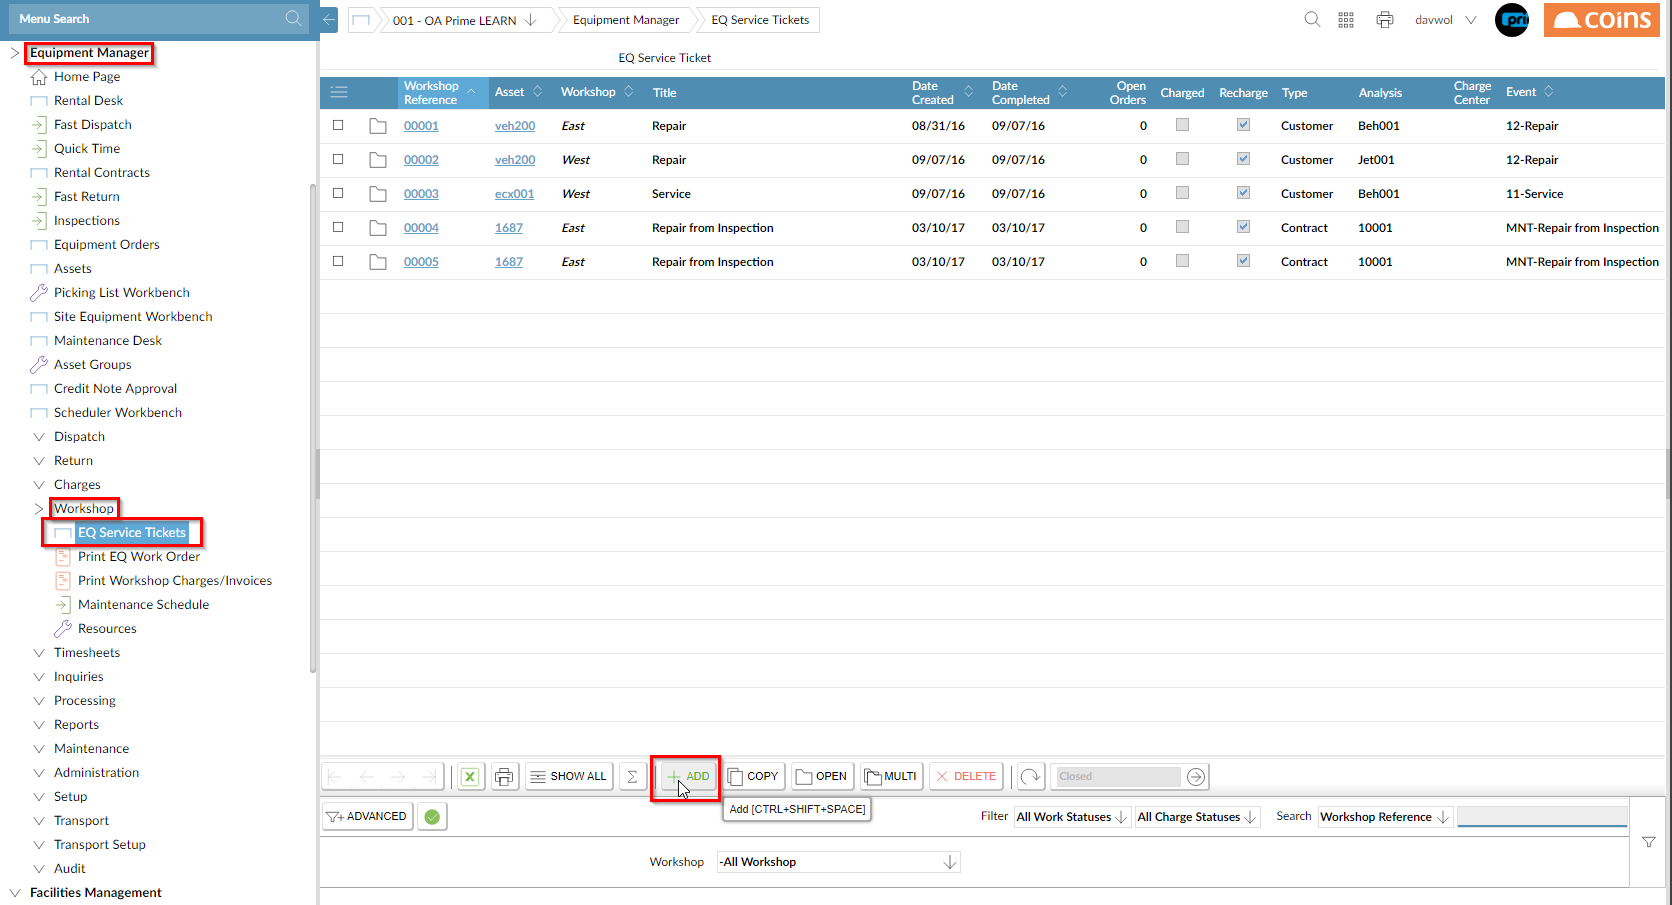 Menu Search
001 - OA Prime LEARN
Equipment Manager
EQ Service Tickets
davwol
pri
coins
Equipment Manager
Home Page
Rental Desk
Fast Dispatch
Quick Time
Rental Contracts
Fast Return
Inspections
Equipment Orders
Assets
Picking List Workbench
Site Equipment Workbench
Maintenance Desk
Asset Groups
Credit Note Approval
Scheduler Workbench
Dispatch
Return
Charges
Workshop
EQ Service Tickets
Print EQ Work Order
Print Workshop Charges/Invoices
Maintenance Schedule
Resources
Timesheets
Inquiries
Processing
Reports
Maintenance
Administration
Setup
Transport
Transport Setup
Audit
Facilities Management
EQ Service Ticket
Workshop Reference Asset Workshop Title Date Created Date Completed Open Orders Charged Recharge Type Analysis Charge Center Event
00001 veh200 East Repair 08/31/16 09/07/16 0 Customer Beh001 12-Repair
00002 veh200 West Repair 09/07/16 09/07/16 0 Customer Jet001 12-Repair
00003 ecx001 West Service 09/07/16 09/07/16 0 Customer Beh001 11-Service
00004 1687 East Repair from Inspection 03/10/17 03/10/17 0 Contract 10001 MNT-Repair from Inspection
00005 1687 East Repair from Inspection 03/10/17 03/10/17 0 Contract 10001 MNT-Repair from Inspection
X SHOW ALL Σ ADD COPY OPEN MULTI DELETE Closed
Add [CTRL+SHIFT+SPACE]
ADVANCED Filter All Work Statuses All Charge Statuses Search Workshop Reference
Workshop -All Workshop